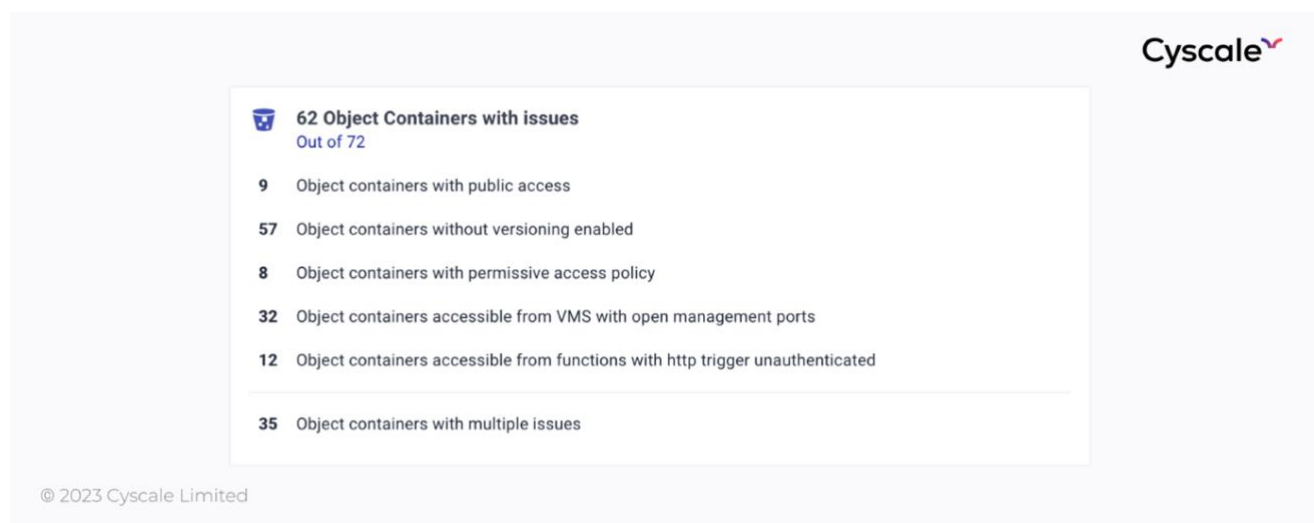 Cyscale
62 Object Containers with issues
Out of 72
9 Object containers with public access
57 Object containers without versioning enabled
8 Object containers with permissive access policy
32 Object containers accessible from VMS with open management ports
12 Object containers accessible from functions with http trigger unauthenticated
35 Object containers with multiple issues
© 2023 Cyscale Limited